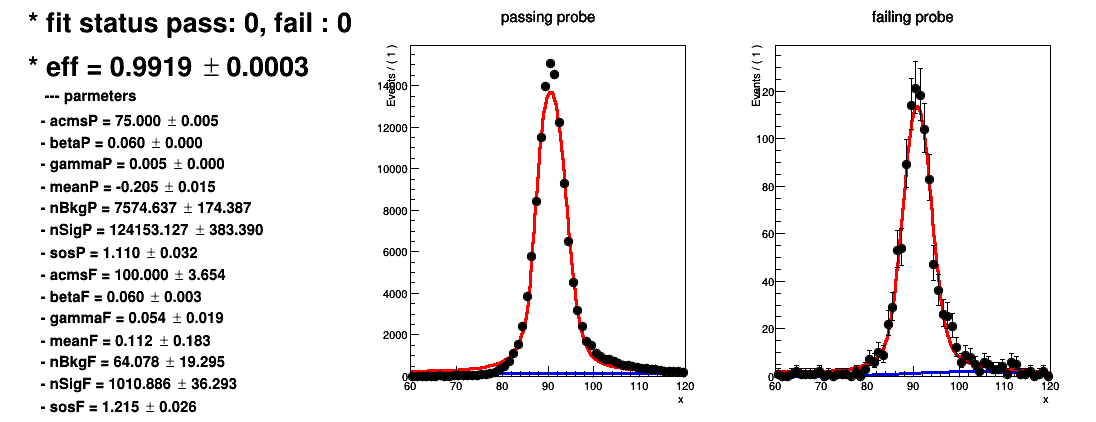 * fit status pass: 0, fail : 0
* eff = 0.9919 ± 0.0003
--- parmeters
- acmsP = 75.000 ± 0.005
- betaP = 0.060 ± 0.000
- gammaP = 0.005 ± 0.000
- meanP = -0.205 ± 0.015
- nBkgP = 7574.637 ± 174.387
- nSigP = 124153.127 ± 383.390
- sosP = 1.110 ± 0.032
- acmsF = 100.000 ± 3.654
- betaF = 0.060 ± 0.003
- gammaF = 0.054 ± 0.019
- meanF = 0.112 ± 0.183
- nBkgF = 64.078 ± 19.295
- nSigF = 1010.886 ± 36.293
- sosF = 1.215 ± 0.026
passing probe
Events / ( 1 )
14000
12000
10000
8000
6000
4000
2000
0
60 70 80 90 100 110 120
x
failing probe
Events / ( 1 )
120
100
80
60
40
20
0
60 70 80 90 100 110 120
x